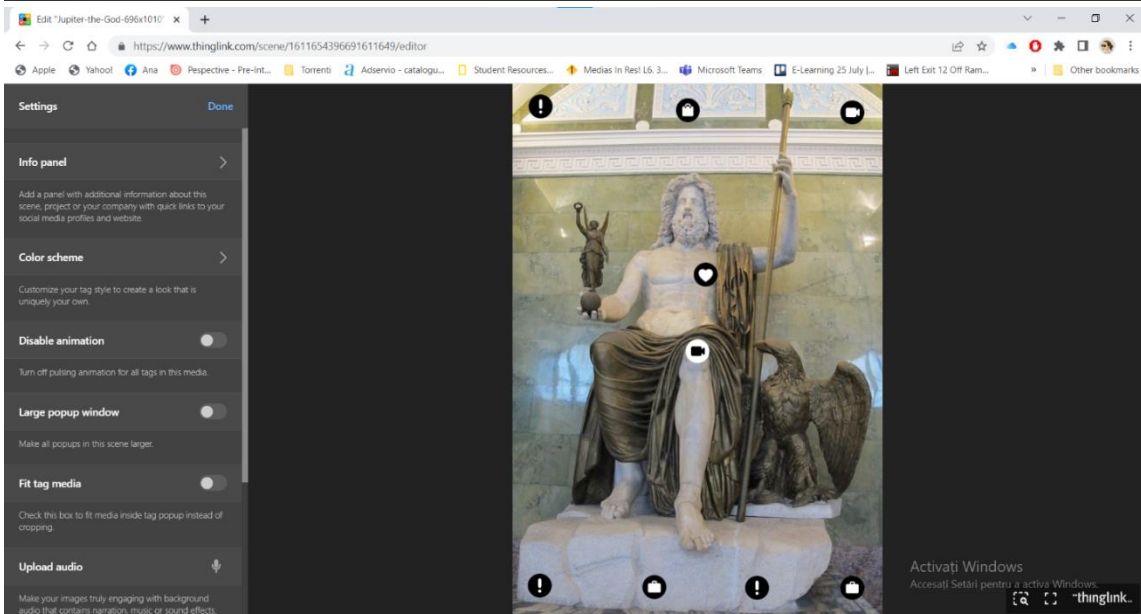 Edit "Jupiter-the-God-696x1010"
https://www.thinglink.com/scene/1611654396691611649/editor
Apple Yahoo! Ana Pespective - Pre-Int... Torrenti Adservio - catalogu... Student Resources... Medias In Res! L6. 3... Microsoft Teams E-Learning 25 July |... Left Exit 12 Off Ram... » Other bookmarks
Settings Done
Info panel
Add a panel with additional information about this
scene, project or your company with quick links to your
social media profiles and website.
Color scheme
Customize your tag style to create a look that is
uniquely your own.
Disable animation
Turn off pulsing animation for all tags in this media.
Large popup window
Make all popups in this scene larger.
Fit tag media
Check this box to fit media inside tag popup instead of
cropping.
Upload audio
Make your images truly engaging with background
audio that contains narration, music or sound effects.
Activați Windows
Accesați Setări pentru a activa Windows.
thinglink..